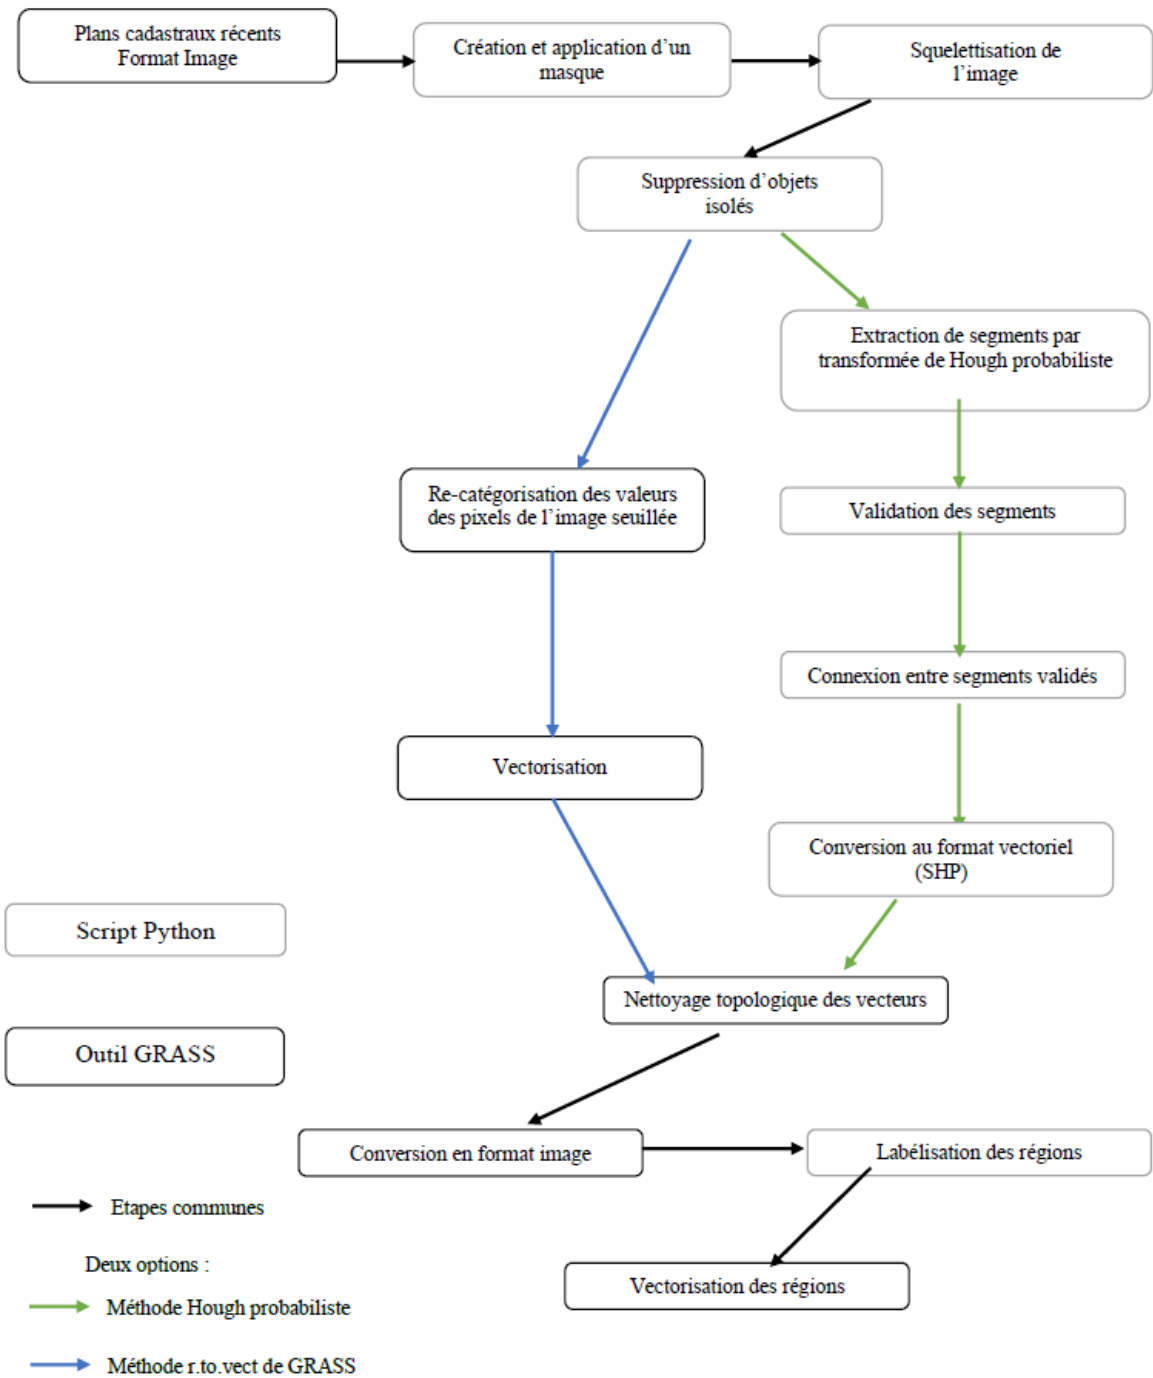 Plans cadastraux récents
Format Image
Création et application d’un
masque
Squelettisation de
l’image
Suppression d’objets
isolés
Extraction de segments par
transformée de Hough probabiliste
Re-catégorisation des valeurs
des pixels de l’image seuillée
Validation des segments
Connexion entre segments validés
Vectorisation
Conversion au format vectoriel
(SHP)
Script Python
Nettoyage topologique des vecteurs
Outil GRASS
Conversion en format image
Labélisation des régions
Etapes communes
Deux options :
Vectorisation des régions
Méthode Hough probabiliste
Méthode r.to.vect de GRASS